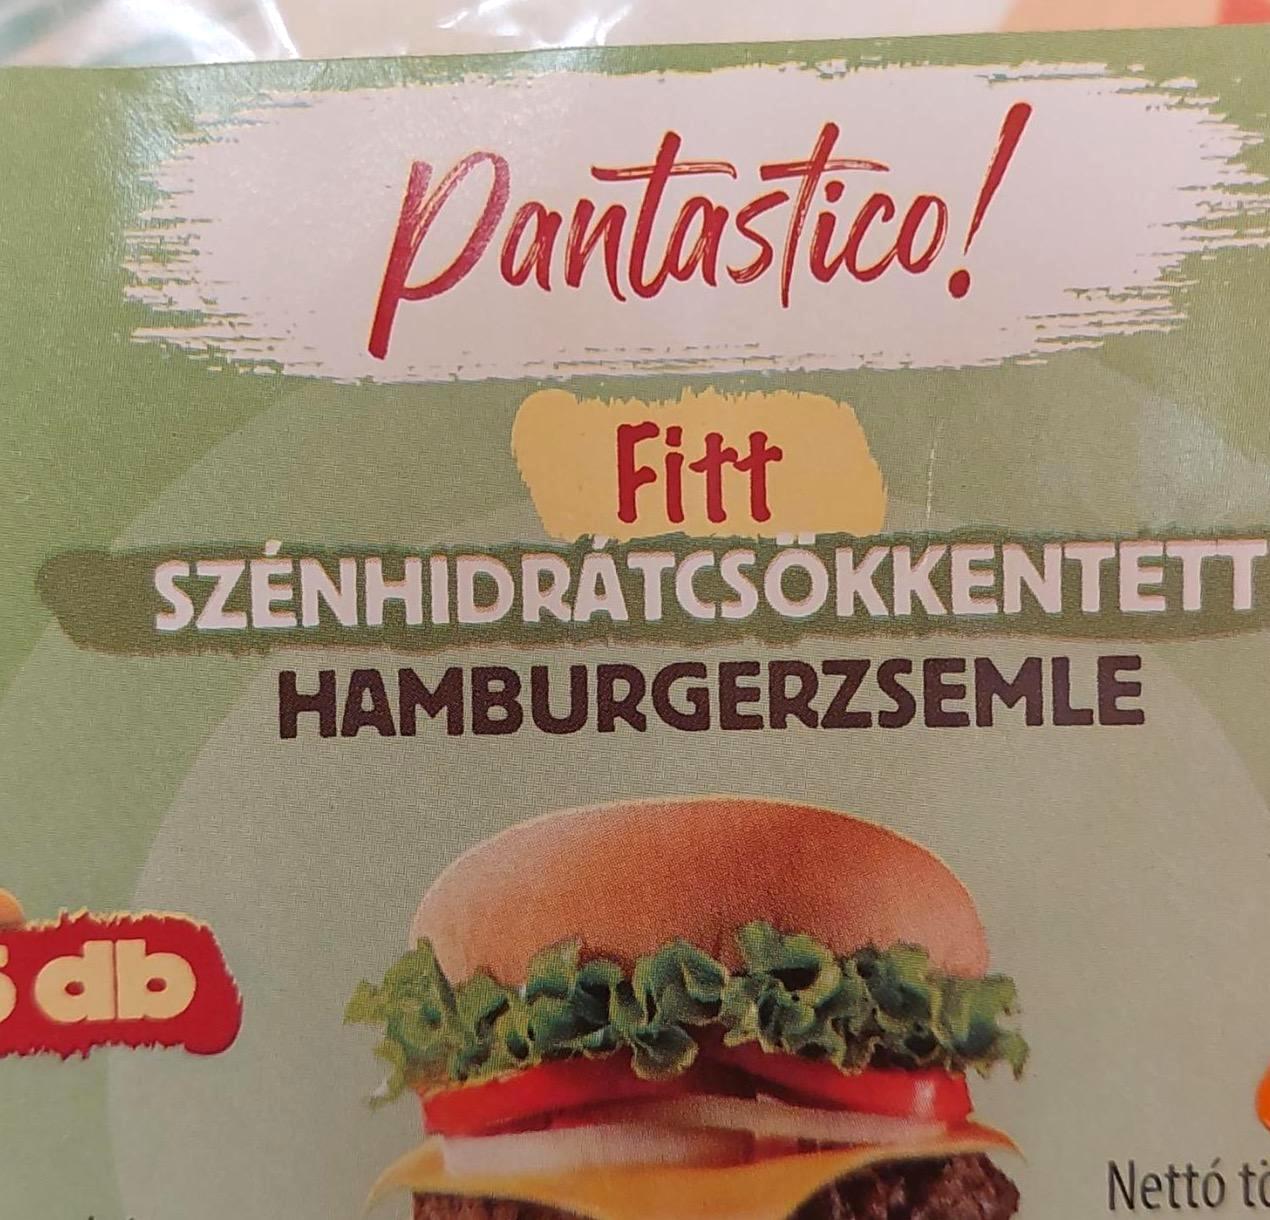 Pantastico!
Fitt
SZÉNHIDRÁTCSÖKKENTETT
HAMBURGERZSEMLE
db
Nettó